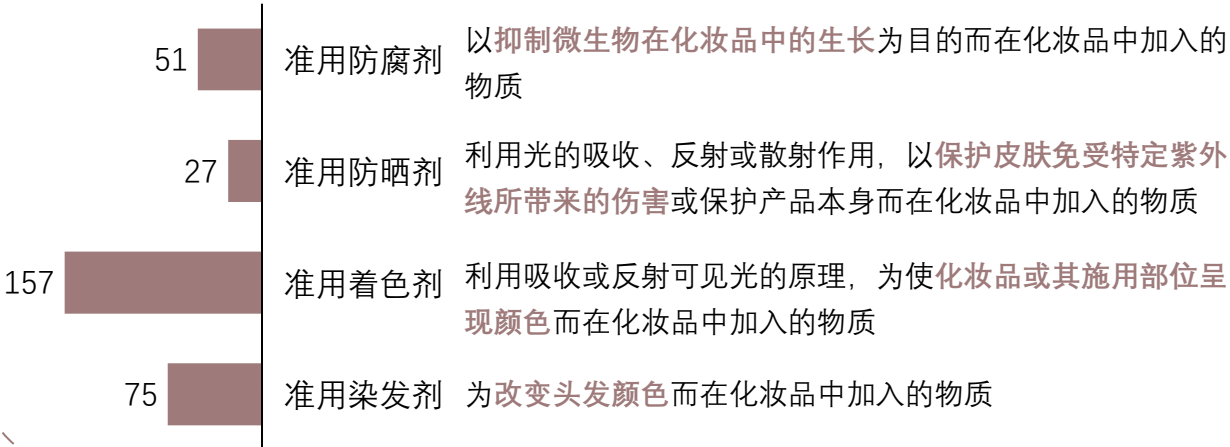 51
准用防腐剂
以抑制微生物在化妆品中的生长为目的而在化妆品中加入的
物质
27
准用防晒剂
利用光的吸收、反射或散射作用，以保护皮肤免受特定紫外
线所带来的伤害或保护产品本身而在化妆品中加入的物质
157
准用着色剂
利用吸收或反射可见光的原理，为使化妆品或其施用部位呈
现颜色而在化妆品中加入的物质
75
准用染发剂
为改变头发颜色而在化妆品中加入的物质